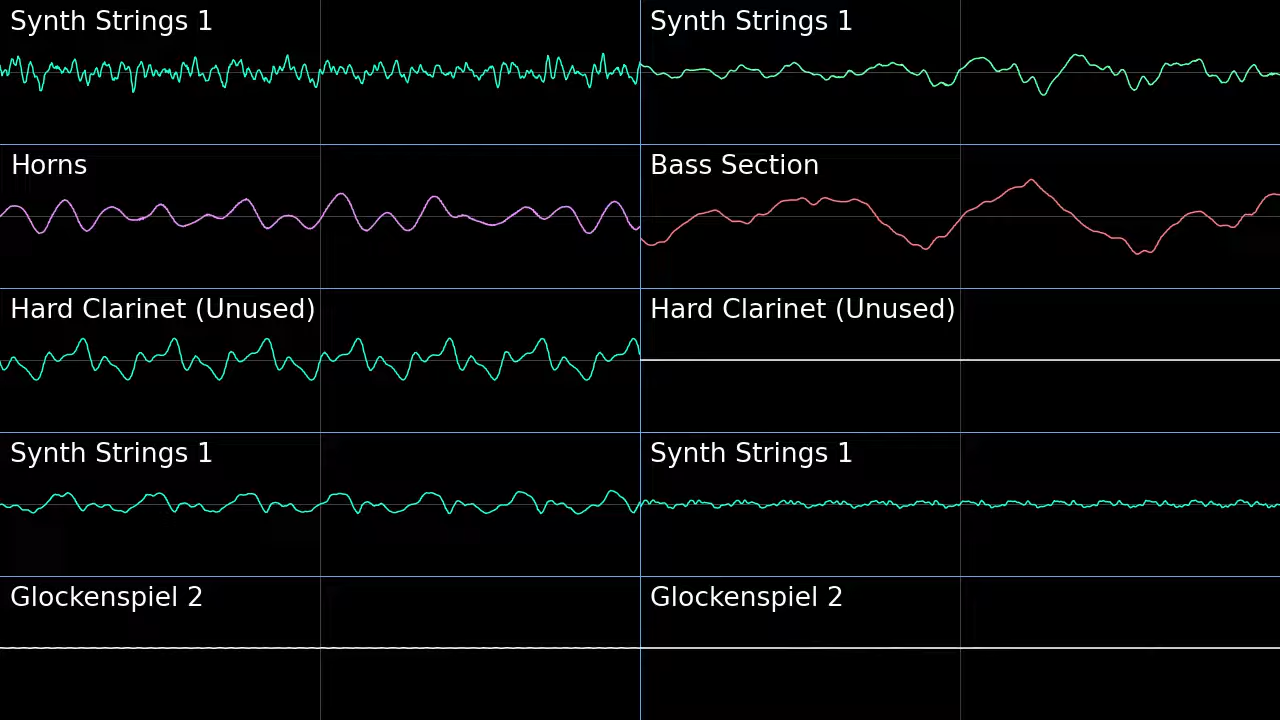 Synth Strings 1
Synth Strings 1
Horns
Bass Section
Hard Clarinet (Unused)
Hard Clarinet (Unused)
Synth Strings 1
Synth Strings 1
Glockenspiel 2
Glockenspiel 2